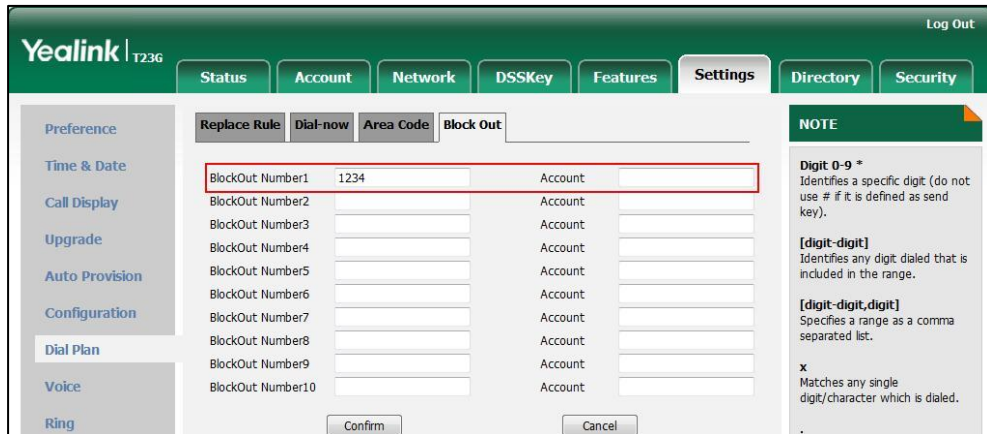 Log Out
Yealink | T23G
Status Account Network DSSKey Features Settings Directory Security
Preference
Time & Date
Call Display
Upgrade
Auto Provision
Configuration
Dial Plan
Voice
Ring
Replace Rule Dial-now Area Code Block Out
BlockOut Number1 1234 Account
BlockOut Number2 Account
BlockOut Number3 Account
BlockOut Number4 Account
BlockOut Number5 Account
BlockOut Number6 Account
BlockOut Number7 Account
BlockOut Number8 Account
BlockOut Number9 Account
BlockOut Number10 Account
Confirm Cancel
NOTE
Digit 0-9 *
Identifies a specific digit (do not
use # if it is defined as send
key).
[digit-digit]
Identifies any digit dialed that is
included in the range.
[digit-digit,digit]
Specifies a range as a comma
separated list.
x
Matches any single
digit/character which is dialed.
.